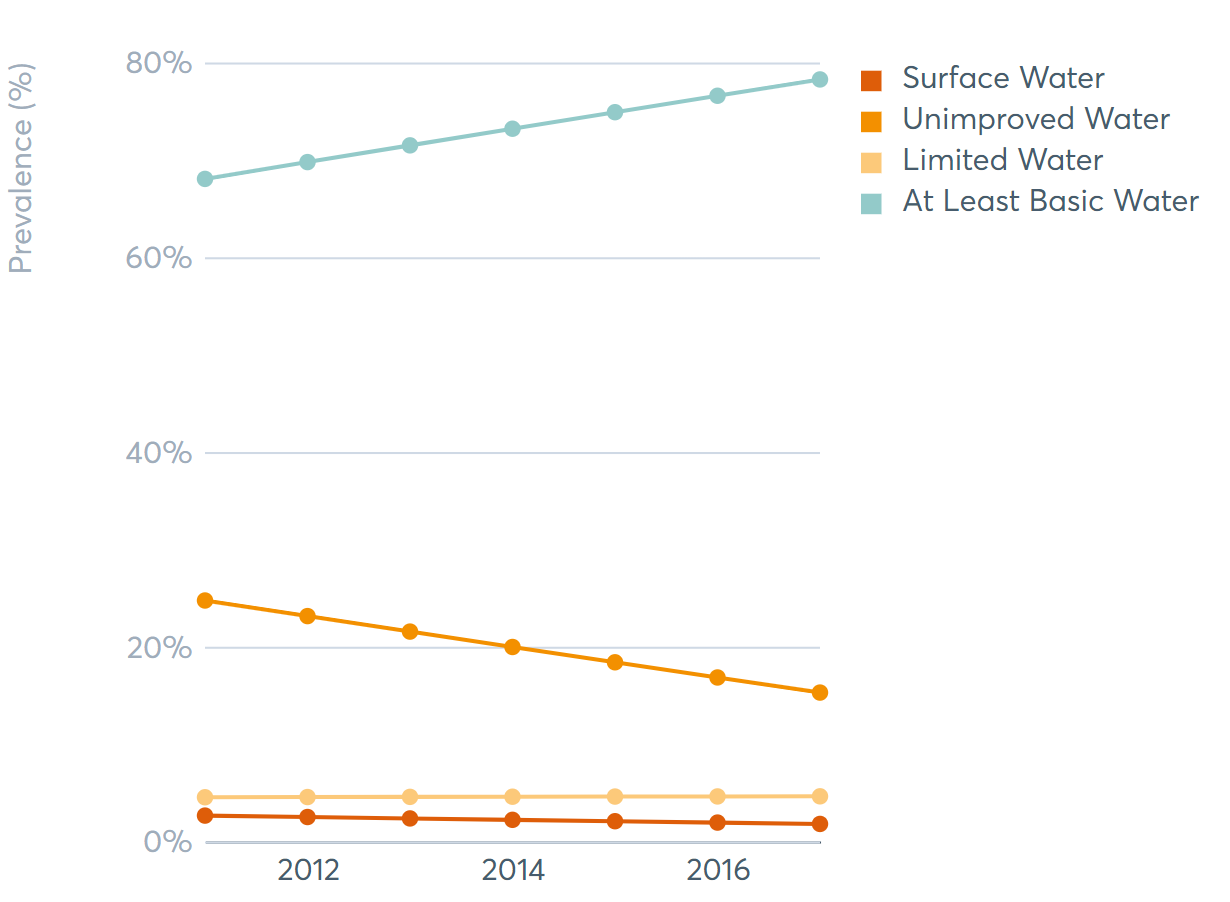 Prevalence (%)
80%
60%
40%
20%
0%
2012
2014
2016
Surface Water
Unimproved Water
Limited Water
At Least Basic Water